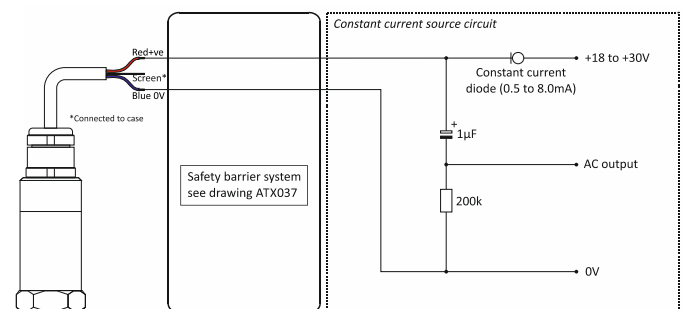 Constant current source circuit
Red+ve
Screen*
Blue 0V
*Connected to case
Safety barrier system
see drawing ATX037
+18 to +30V
Constant current
diode (0.5 to 8.0mA)
+
1µF
AC output
200k
0V